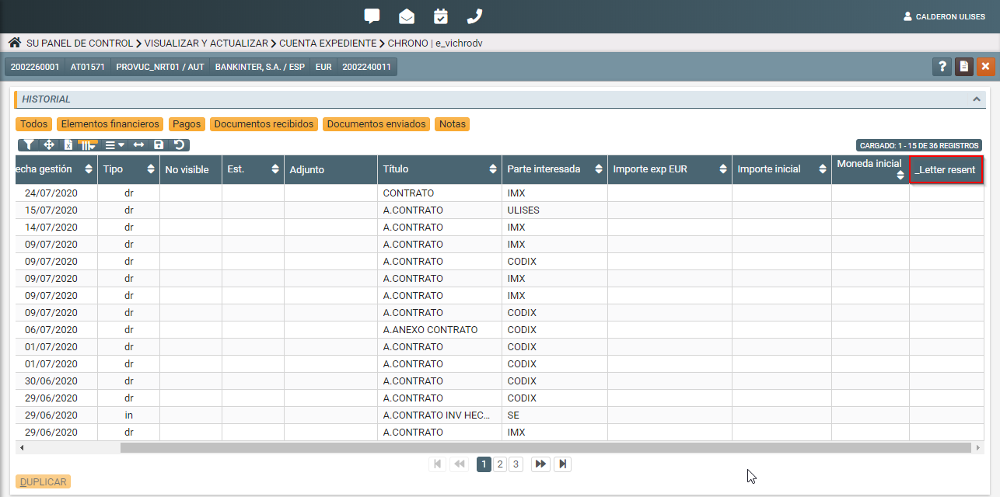 CALDERON ULISES
SU PANEL DE CONTROL VISUALIZAR Y ACTUALIZAR CUENTA EXPEDIENTE CHRONO | e_vichrodv
2002260001 AT01571 PROVUC_NRT01 / AUT BANKINTER, S.A. / ESP EUR 2002240011 ?
HISTORIAL
Todos Elementos financieros Pagos Documentos recibidos Documentos enviados Notas
CARGADO: 1 - 15 DE 36 REGISTROS
echa gestión Tipo No visible Est. Adjunto Título Parte interesada Importe exp EUR Importe inicial Moneda inicial _Letter resent
24/07/2020 dr CONTRATO IMX
15/07/2020 dr A.CONTRATO ULISES
14/07/2020 dr A.CONTRATO IMX
09/07/2020 dr A.CONTRATO IMX
09/07/2020 dr A.CONTRATO CODIX
09/07/2020 dr A.CONTRATO IMX
09/07/2020 dr A.CONTRATO IMX
09/07/2020 dr A.CONTRATO CODIX
06/07/2020 dr A.ANEXO CONTRATO CODIX
01/07/2020 dr A.CONTRATO CODIX
01/07/2020 dr A.CONTRATO CODIX
30/06/2020 dr A.CONTRATO CODIX
29/06/2020 dr A.CONTRATO CODIX
29/06/2020 in A.CONTRATO INV HEC... SE
29/06/2020 dr A.CONTRATO IMX
1 2 3
DUPLICAR